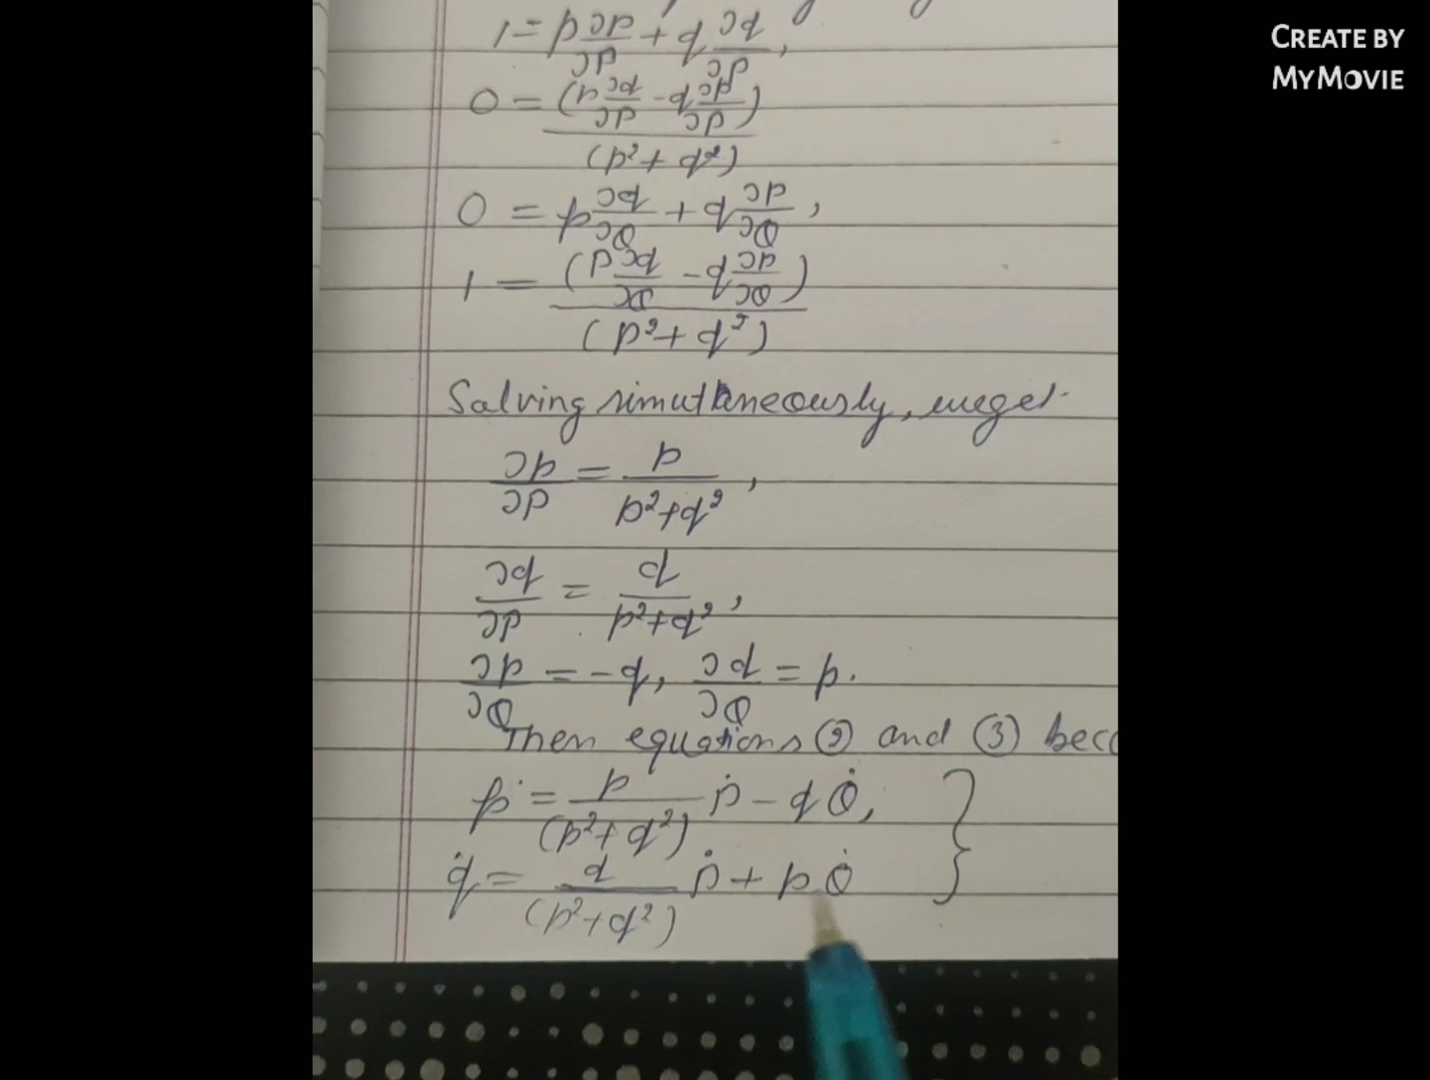 CREATE BY
MYMOVIE
1 = p ∂p/∂P + q ∂q/∂P,
0 = (p ∂q/∂P - q ∂p/∂P) / (p² + q²)
0 = p ∂p/∂Q + q ∂q/∂Q,
1 = (p ∂q/∂Q - q ∂p/∂Q) / (p² + q²)
Solving simultaneously, we get
∂p/∂P = p / (p² + q²),
∂q/∂P = q / (p² + q²),
∂p/∂Q = -q, ∂q/∂Q = p.
Then equations (2) and (3) bec
ṗ = p / (p² + q²) Ṗ - q Q̇,
q̇ = q / (p² + q²) Ṗ + p Q̇